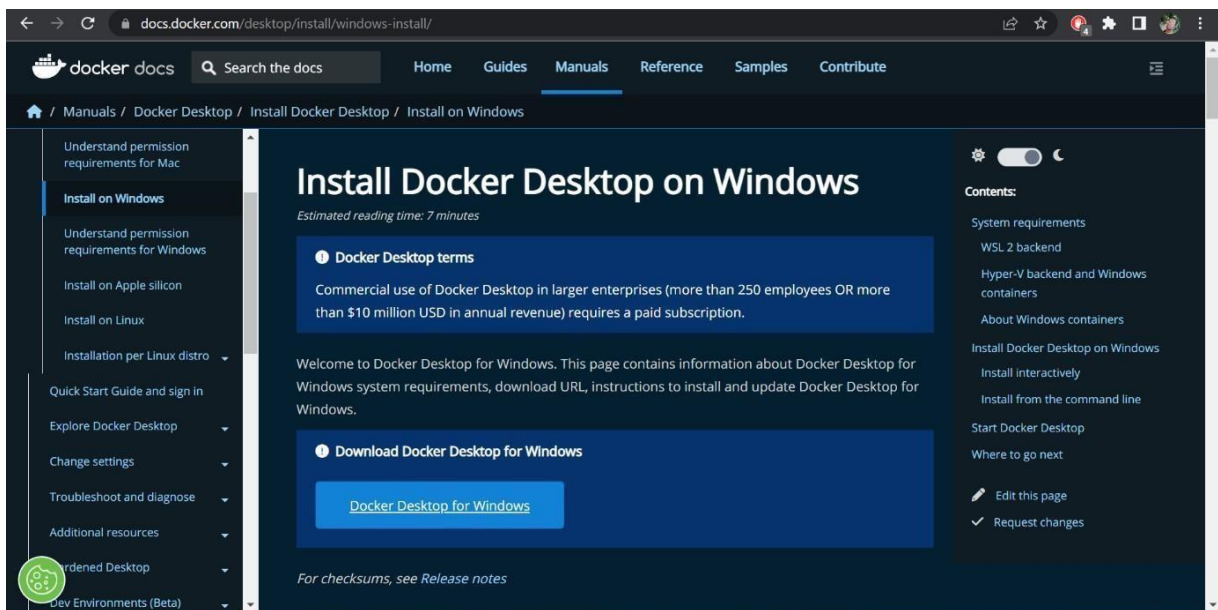 docs.docker.com/desktop/install/windows-install/
4
docker docs
Search the docs
Home
Guides
Manuals
Reference
Samples
Contribute
/ Manuals / Docker Desktop / Install Docker Desktop / Install on Windows
Understand permission
requirements for Mac
Install on Windows
Understand permission
requirements for Windows
Install on Apple silicon
Install on Linux
Installation per Linux distro
Quick Start Guide and sign in
Explore Docker Desktop
Change settings
Troubleshoot and diagnose
Additional resources
rdened Desktop
Dev Environments (Beta)
Install Docker Desktop on Windows
Estimated reading time: 7 minutes
Docker Desktop terms
Commercial use of Docker Desktop in larger enterprises (more than 250 employees OR more
than $10 million USD in annual revenue) requires a paid subscription.
Welcome to Docker Desktop for Windows. This page contains information about Docker Desktop for
Windows system requirements, download URL, instructions to install and update Docker Desktop for
Windows.
Download Docker Desktop for Windows
Docker Desktop for Windows
For checksums, see Release notes
Contents:
System requirements
WSL 2 backend
Hyper-V backend and Windows
containers
About Windows containers
Install Docker Desktop on Windows
Install interactively
Install from the command line
Start Docker Desktop
Where to go next
Edit this page
Request changes